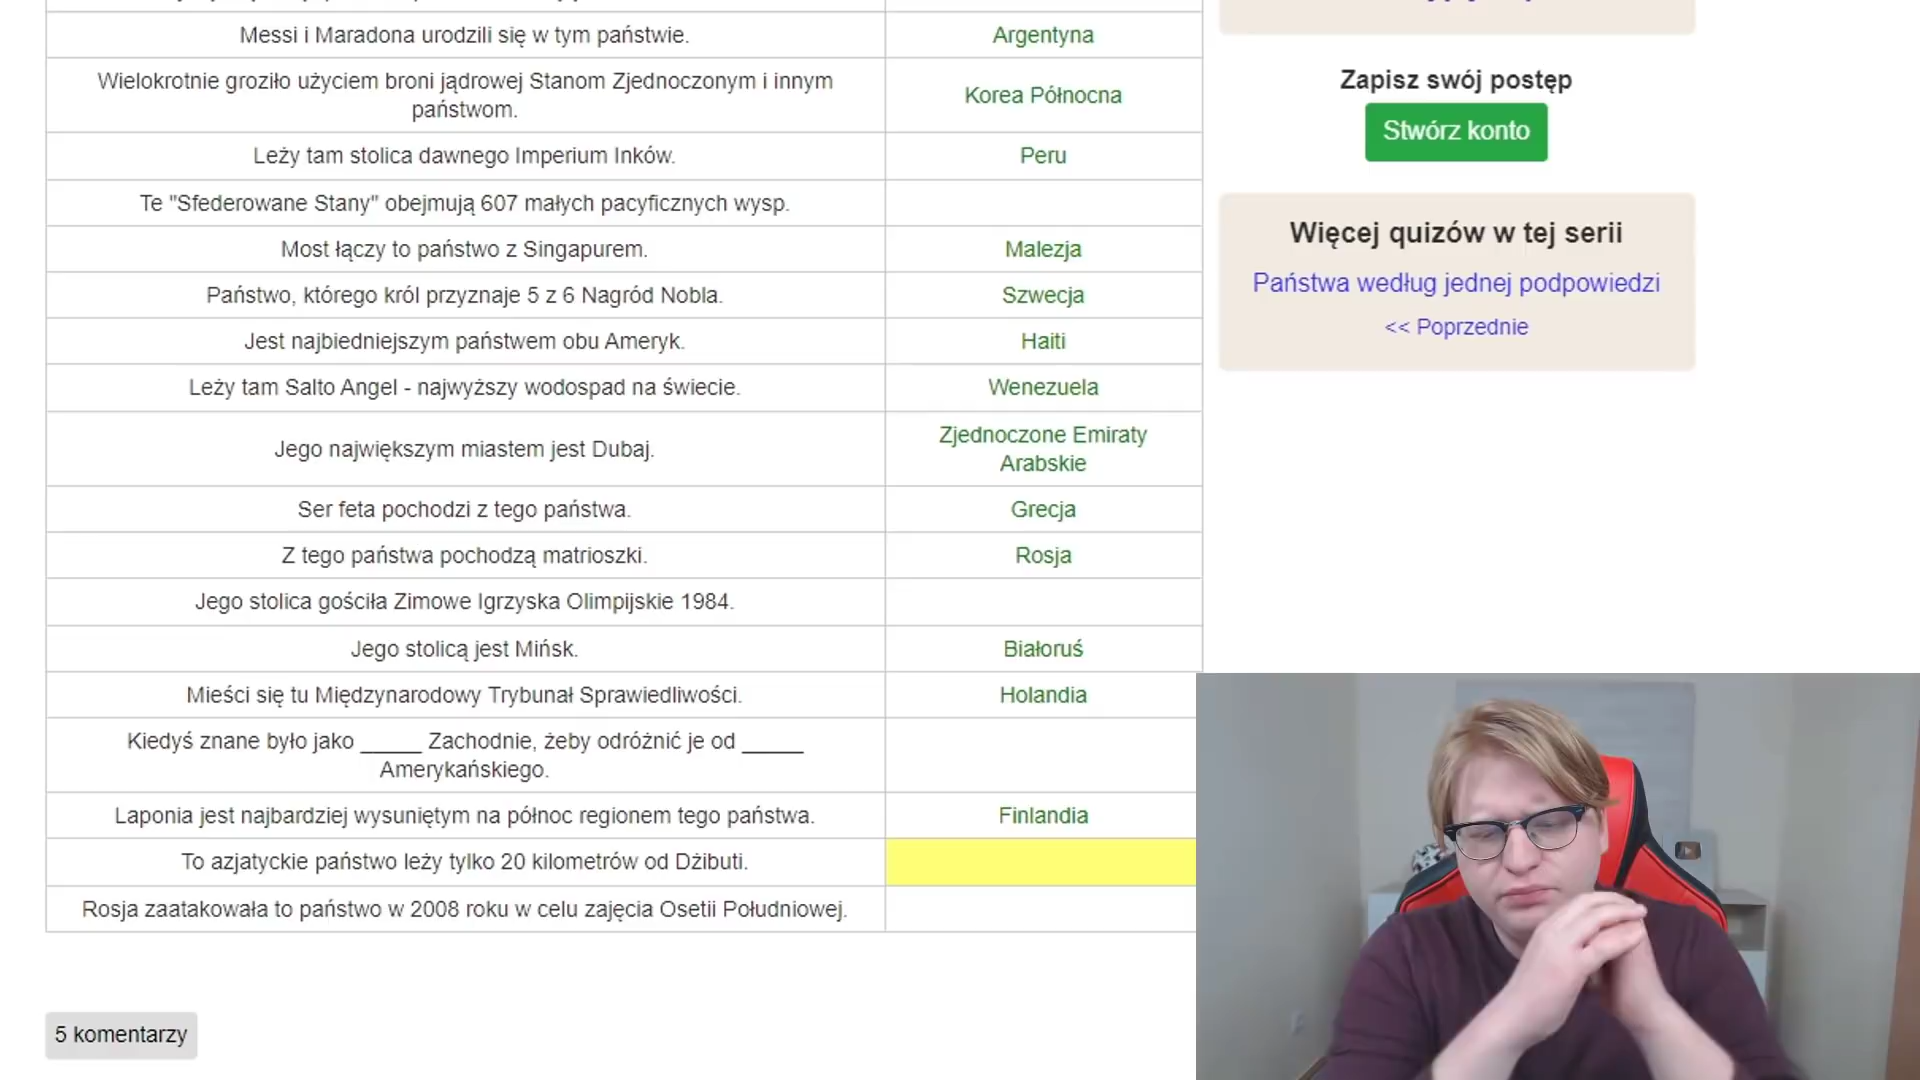 Messi i Maradona urodzili się w tym państwie.
Argentyna
Wielokrotnie groziło użyciem broni jądrowej Stanom Zjednoczonym i innym
państwom.
Korea Północna
Leży tam stolica dawnego Imperium Inków.
Peru
Te "Sfederowane Stany" obejmują 607 małych pacyficznych wysp.
Most łączy to państwo z Singapurem.
Malezja
Państwo, którego król przyznaje 5 z 6 Nagród Nobla.
Szwecja
Jest najbiedniejszym państwem obu Ameryk.
Haiti
Leży tam Salto Angel - najwyższy wodospad na świecie.
Wenezuela
Jego największym miastem jest Dubaj.
Zjednoczone Emiraty
Arabskie
Ser feta pochodzi z tego państwa.
Grecja
Z tego państwa pochodzą matrioszki.
Rosja
Jego stolica gościła Zimowe Igrzyska Olimpijskie 1984.
Jego stolicą jest Mińsk.
Białoruś
Mieści się tu Międzynarodowy Trybunał Sprawiedliwości.
Holandia
Kiedyś znane było jako _____ Zachodnie, żeby odróżnić je od _____
Amerykańskiego.
Laponia jest najbardziej wysuniętym na północ regionem tego państwa.
Finlandia
To azjatyckie państwo leży tylko 20 kilometrów od Dżibuti.
Rosja zaatakowała to państwo w 2008 roku w celu zajęcia Osetii Południowej.
5 komentarzy
Zapisz swój postęp
Stwórz konto
Więcej quizów w tej serii
Państwa według jednej podpowiedzi
<< Poprzednie